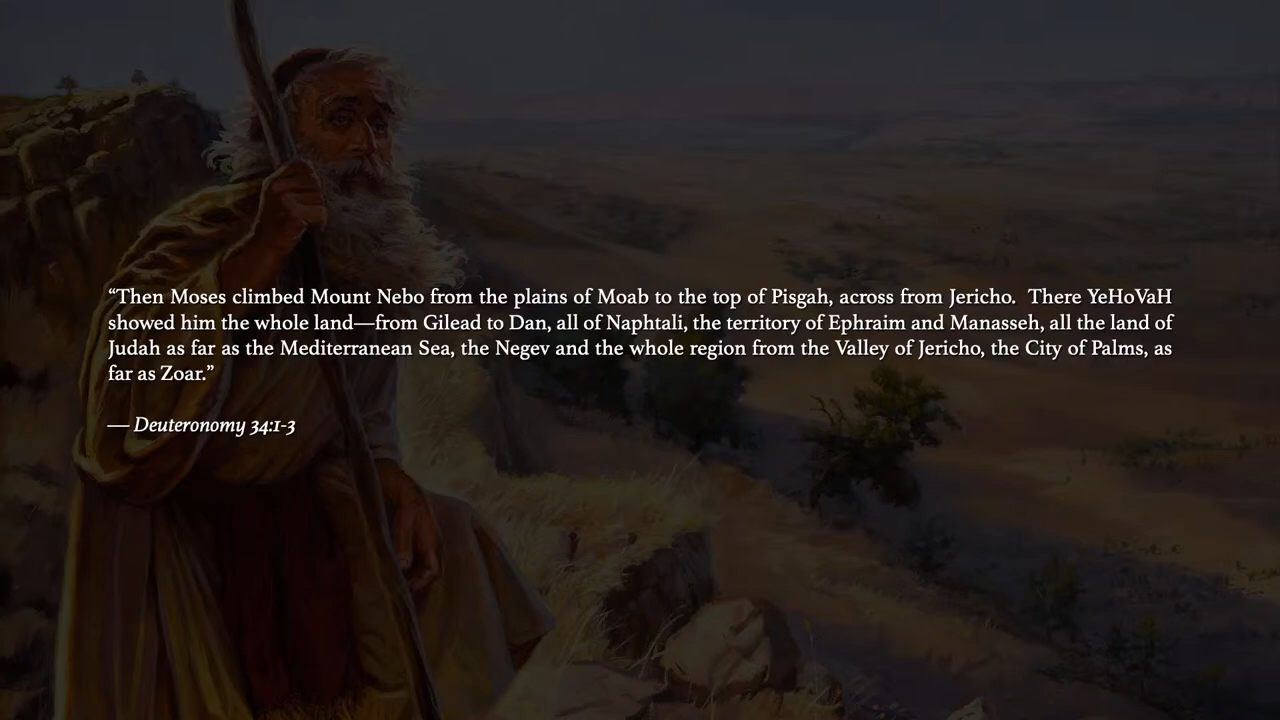 “Then Moses climbed Mount Nebo from the plains of Moab to the top of Pisgah, across from Jericho.  There YeHoVaH
showed him the whole land—from Gilead to Dan, all of Naphtali, the territory of Ephraim and Manasseh, all the land of
Judah as far as the Mediterranean Sea, the Negev and the whole region from the Valley of Jericho, the City of Palms, as
far as Zoar.”
— Deuteronomy 34:1-3